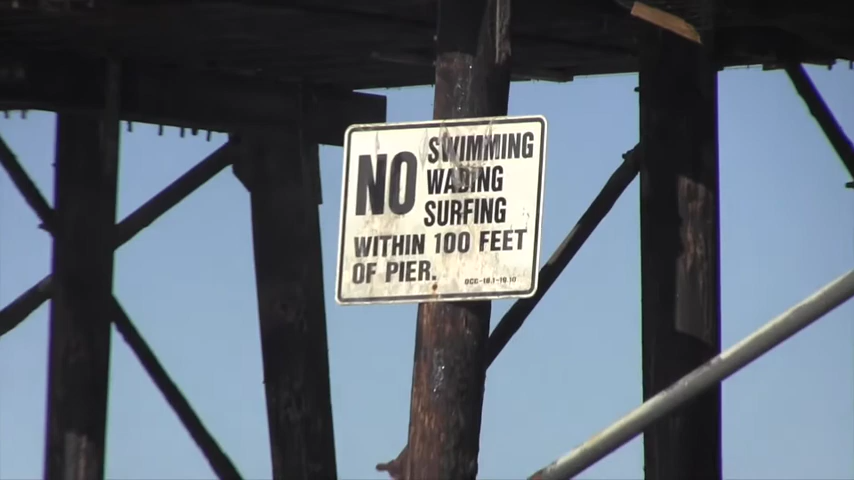 NO SWIMMING
WADING
SURFING
WITHIN 100 FEET
OF PIER.